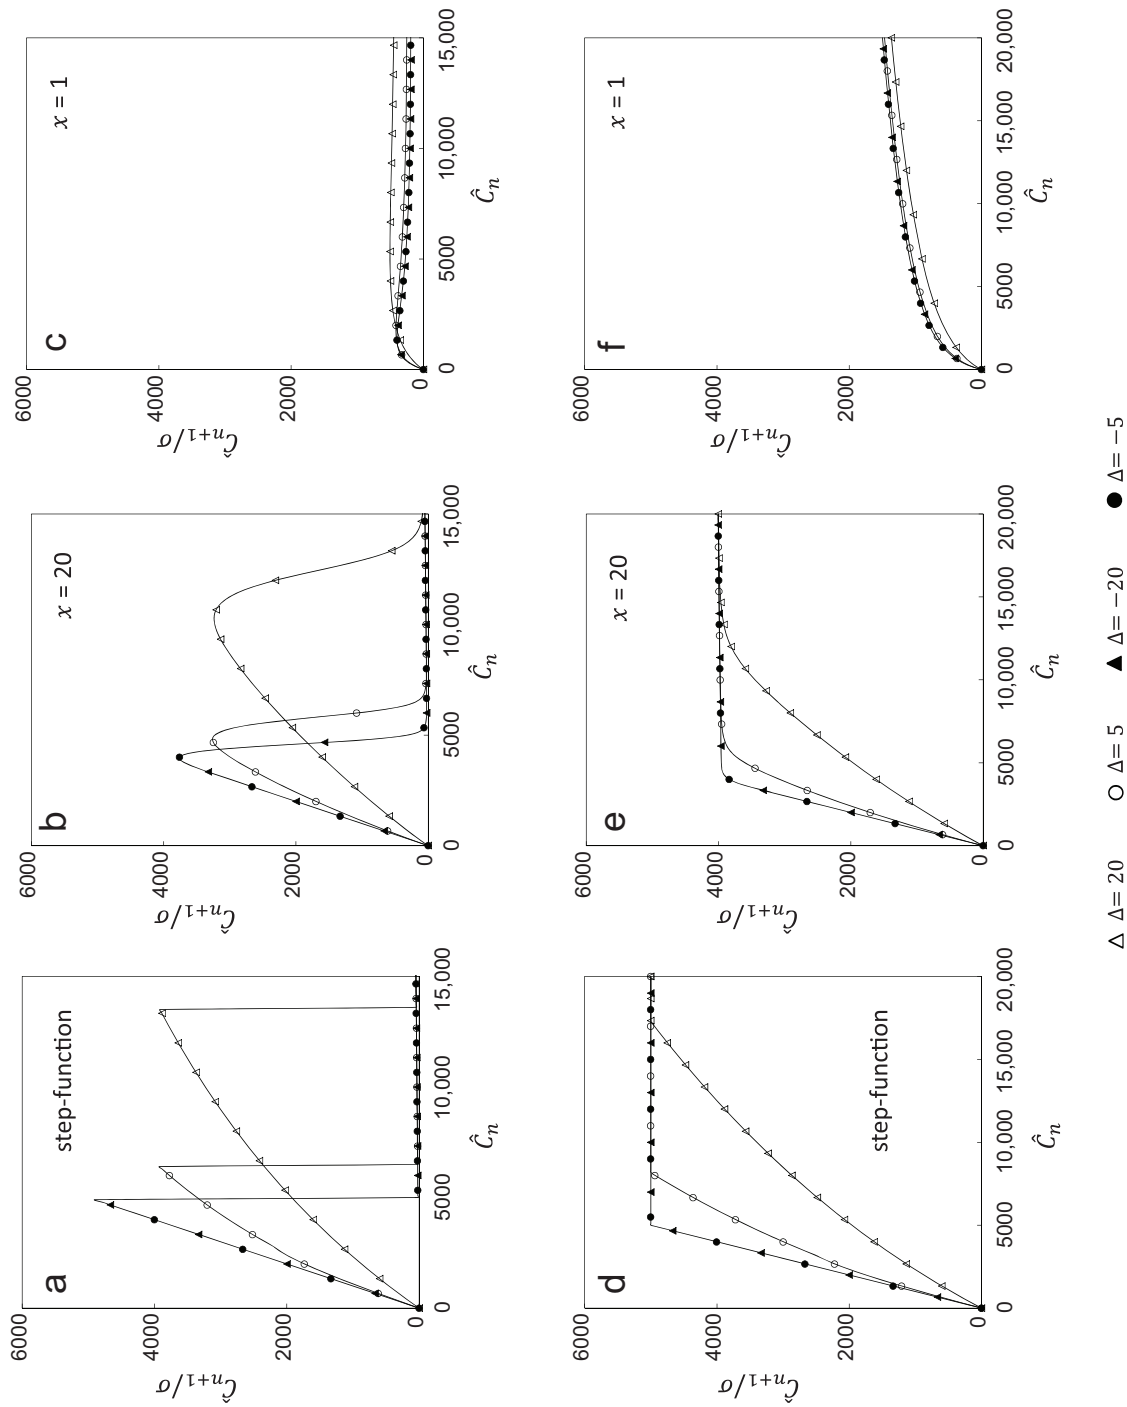 a
step-function
6000
4000
2000
0
Ĉₙ₊₁/σ
0
5000
10,000
15,000
Ĉₙ
b
x = 20
6000
4000
2000
0
Ĉₙ₊₁/σ
0
5000
10,000
15,000
Ĉₙ
c
x = 1
6000
4000
2000
0
Ĉₙ₊₁/σ
0
5000
10,000
15,000
Ĉₙ
d
step-function
6000
4000
2000
0
Ĉₙ₊₁/σ
0
5000
10,000
15,000
20,000
Ĉₙ
e
x = 20
6000
4000
2000
0
Ĉₙ₊₁/σ
0
5000
10,000
15,000
20,000
Ĉₙ
f
x = 1
6000
4000
2000
0
Ĉₙ₊₁/σ
0
5000
10,000
15,000
20,000
Ĉₙ
△ Δ= 20 ○ Δ= 5 ▲ Δ= −20 ● Δ= −5